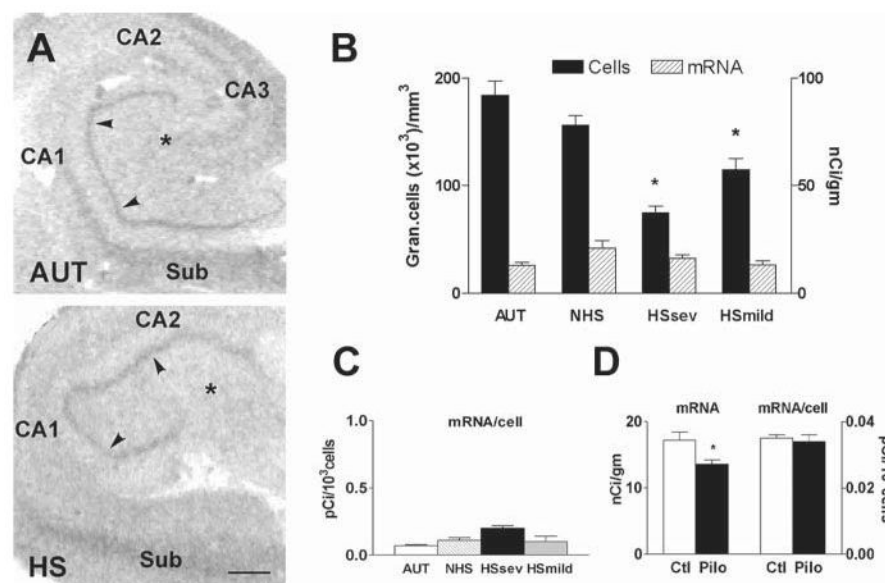 A
CA2
CA3
CA1
*
AUT
Sub
CA2
*
CA1
HS
Sub
B
Cells
mRNA
200
100
0
Gran.cells (x10³)/mm³
100
50
0
nCi/gm
*
*
AUT NHS HSsev HSmild
C
mRNA/cell
1.0
0.5
0.0
pCi/10³cells
AUT NHS HSsev HSmild
D
mRNA mRNA/cell
20
10
0
nCi/gm
*
0.04
0.02
0.00
Ctl Pilo Ctl Pilo